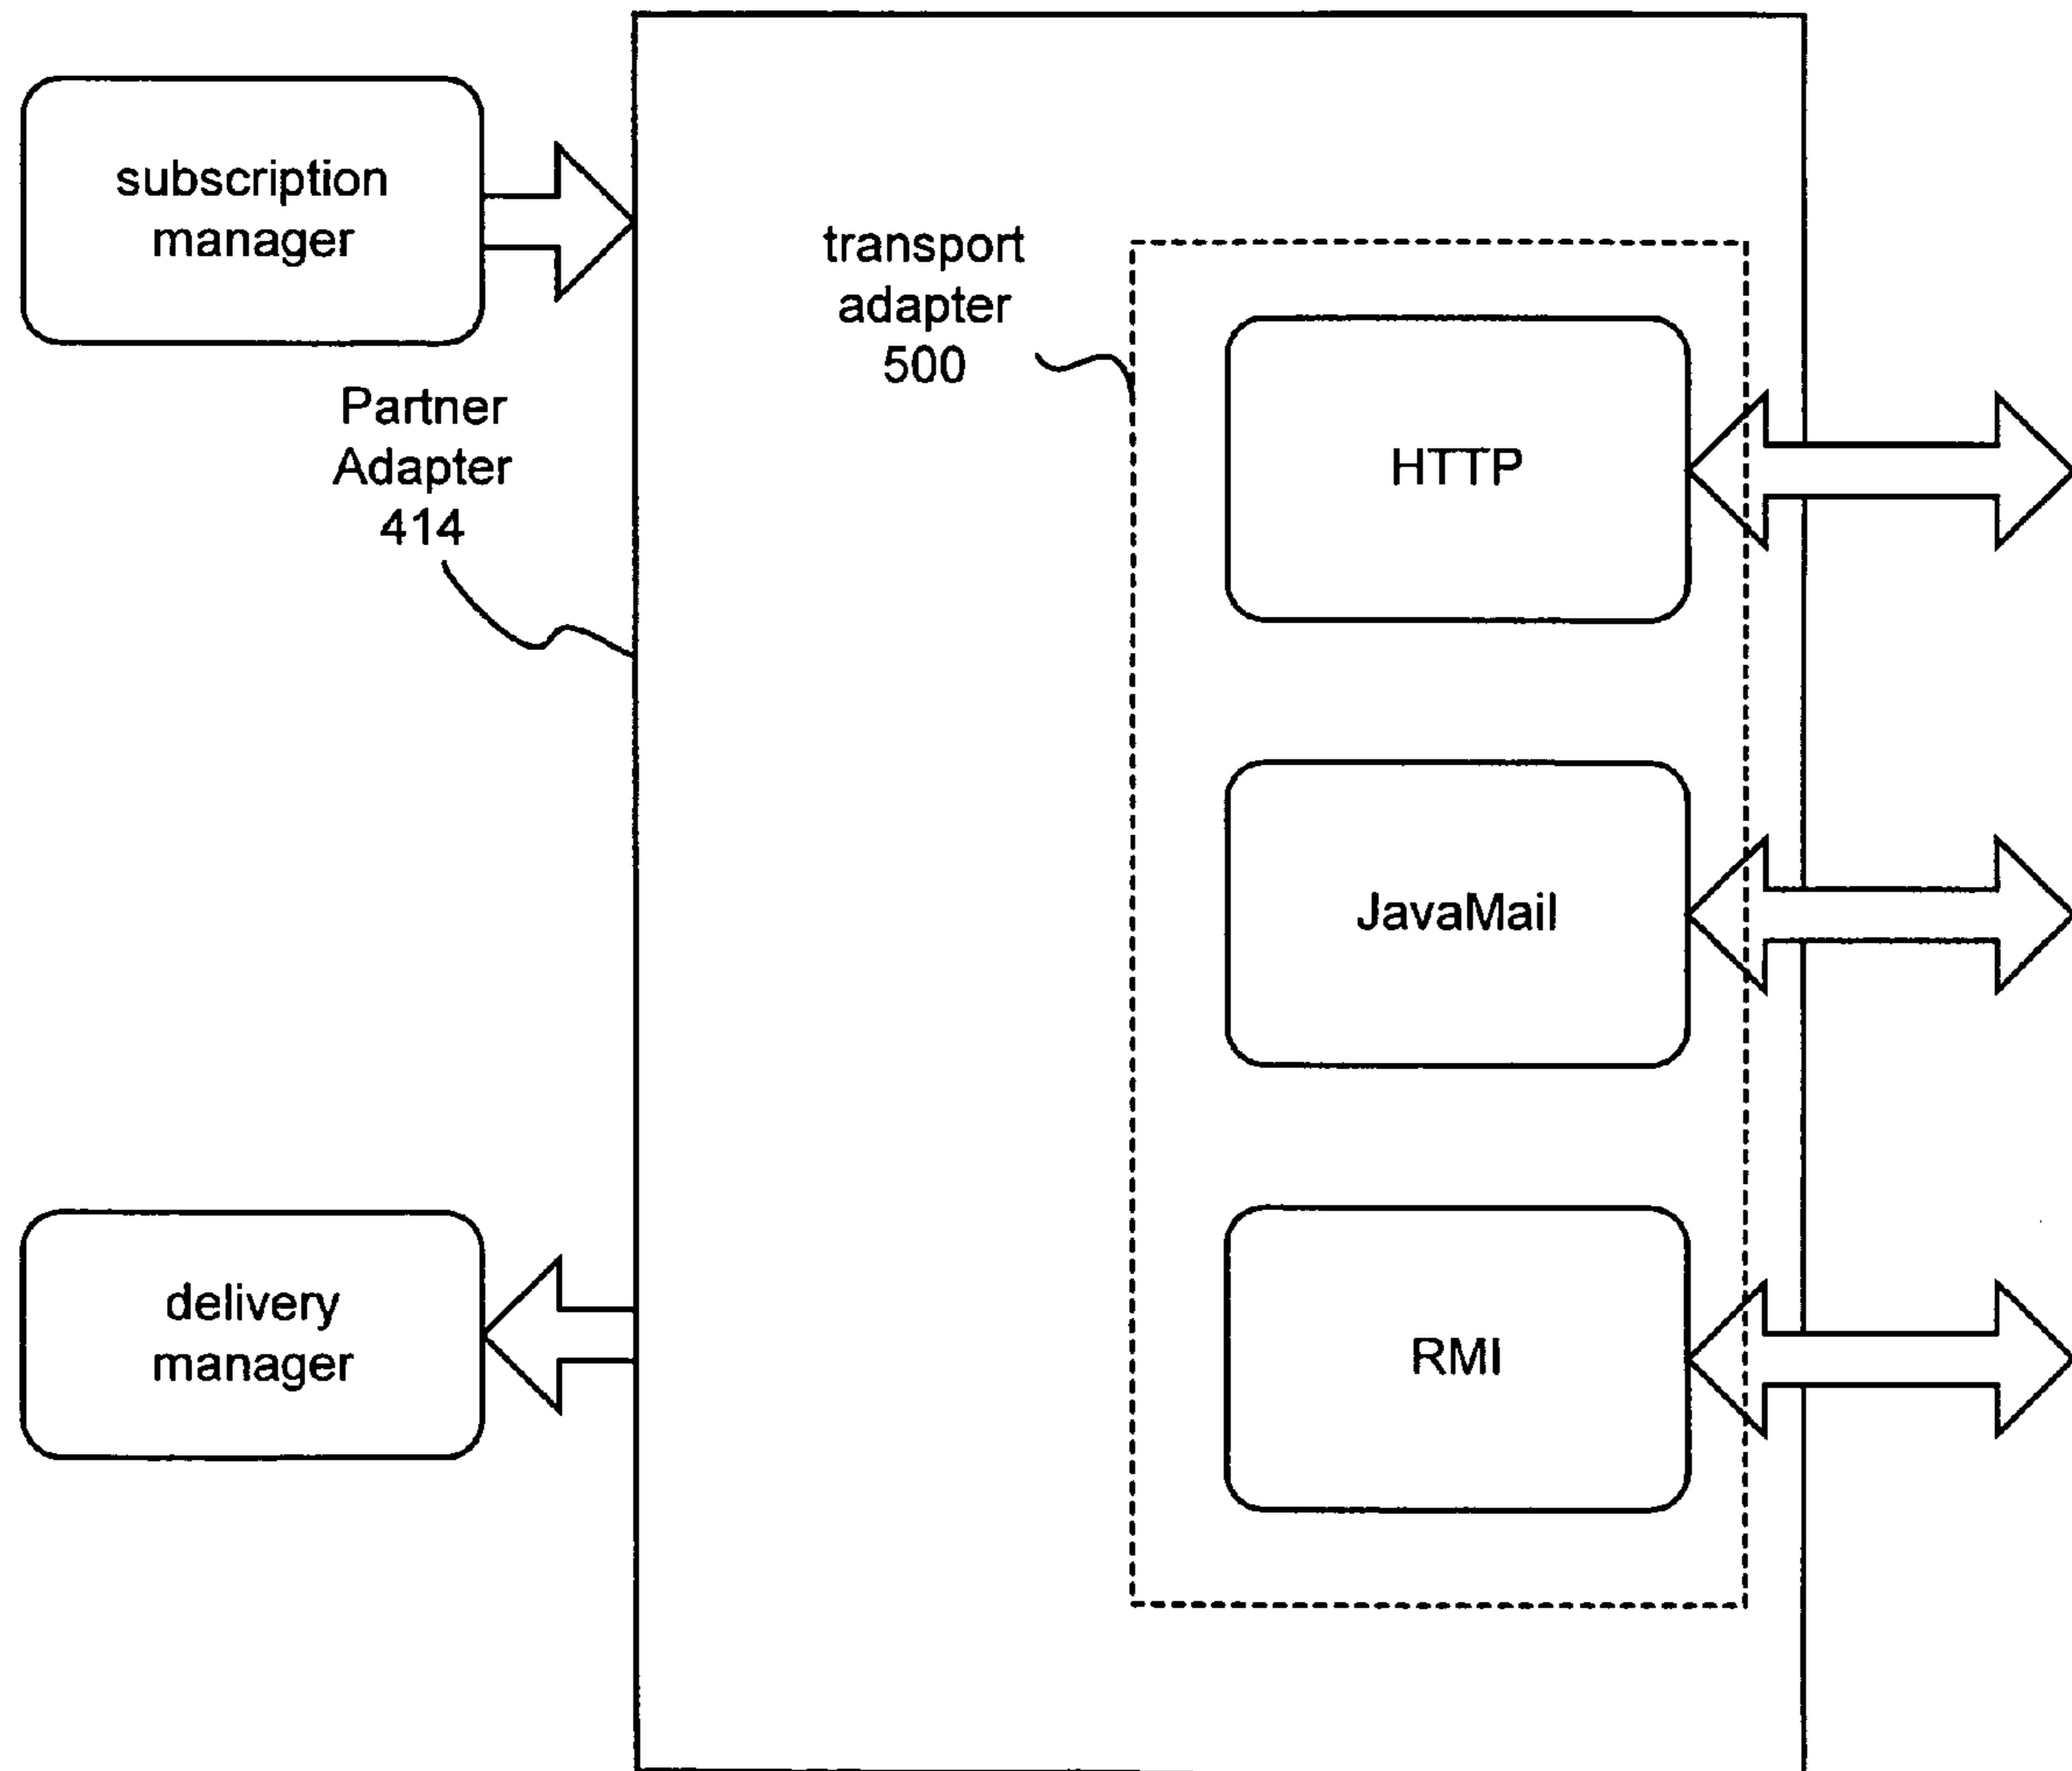 subscription
manager
Partner
Adapter
414
transport
adapter
500
HTTP
JavaMail
RMI
delivery
manager